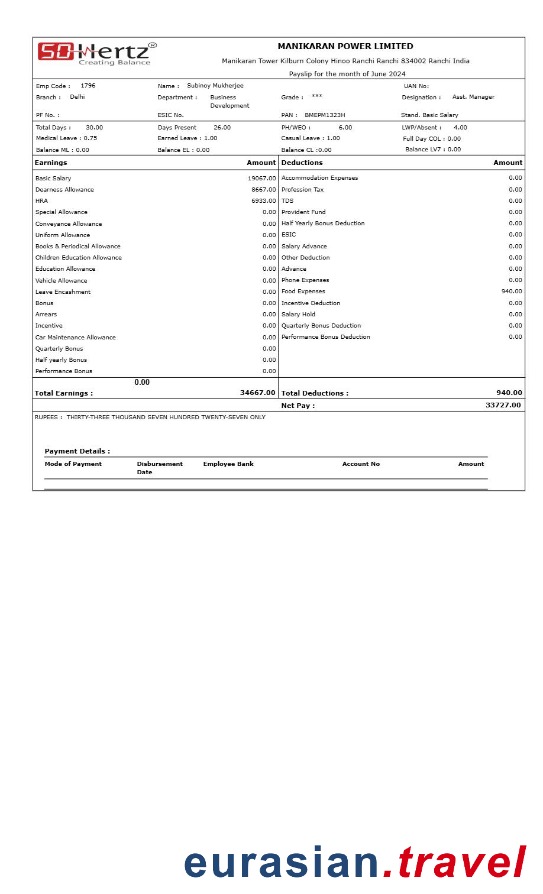 50Hertz®
Creating Balance
MANIKARAN POWER LIMITED
Manikaran Tower Kilburn Colony Hinoo Ranchi Ranchi 834002 Ranchi India
Payslip for the month of June 2024
Emp Code : 1796 Name : Subinoy Mukherjee UAN No:
Branch : Delhi Department : Business Development Grade : *** Designation : Asst. Manager
PF No. : ESIC No. PAN : BMEPM1323H Stand. Basic Salary
Total Days : 30.00 Days Present 26.00 PH/WEO : 6.00 LWP/Absent : 4.00
Medical Leave : 0.75 Earned Leave : 1.00 Casual Leave : 1.00 Full Day COL : 0.00
Balance ML : 0.00 Balance EL : 0.00 Balance CL :0.00 Balance LV7 : 0.00
Earnings Amount Deductions Amount
Basic Salary 19067.00 Accommodation Expenses 0.00
Dearness Allowance 8667.00 Profession Tax 0.00
HRA 6933.00 TDS 0.00
Special Allowance 0.00 Provident Fund 0.00
Conveyance Allowance 0.00 Half Yearly Bonus Deduction 0.00
Uniform Allowance 0.00 ESIC 0.00
Books & Periodical Allowance 0.00 Salary Advance 0.00
Children Education Allowance 0.00 Other Deduction 0.00
Education Allowance 0.00 Advance 0.00
Vehicle Allowance 0.00 Phone Expenses 0.00
Leave Encashment 0.00 Food Expenses 940.00
Bonus 0.00 Incentive Deduction 0.00
Arrears 0.00 Salary Hold 0.00
Incentive 0.00 Quarterly Bonus Deduction 0.00
Car Maintenance Allowance 0.00 Performance Bonus Deduction 0.00
Quarterly Bonus 0.00
Half yearly Bonus 0.00
Performance Bonus 0.00
0.00
Total Earnings : 34667.00 Total Deductions : 940.00
Net Pay : 33727.00
RUPEES : THIRTY-THREE THOUSAND SEVEN HUNDRED TWENTY-SEVEN ONLY
Payment Details :
Mode of Payment Disbursement Date Employee Bank Account No Amount
eurasian.travel